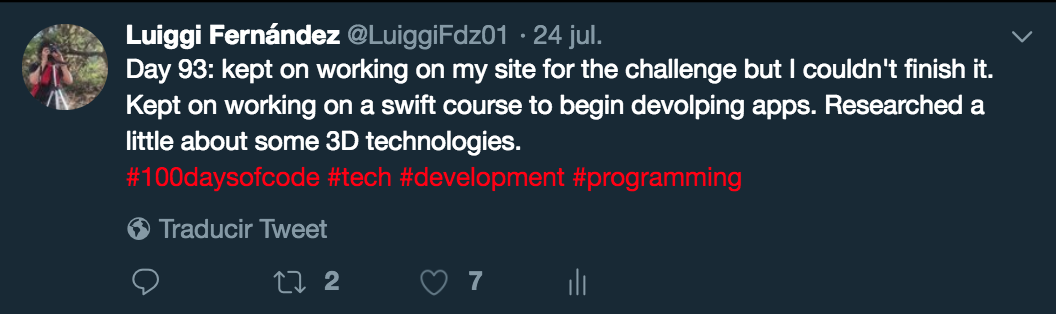 Luiggi Fernández @LuiggiFdz01 · 24 jul.
Day 93: kept on working on my site for the challenge but I couldn't finish it.
Kept on working on a swift course to begin devolping apps. Researched a
little about some 3D technologies.
#100daysofcode #tech #development #programming
Traducir Tweet
2 7